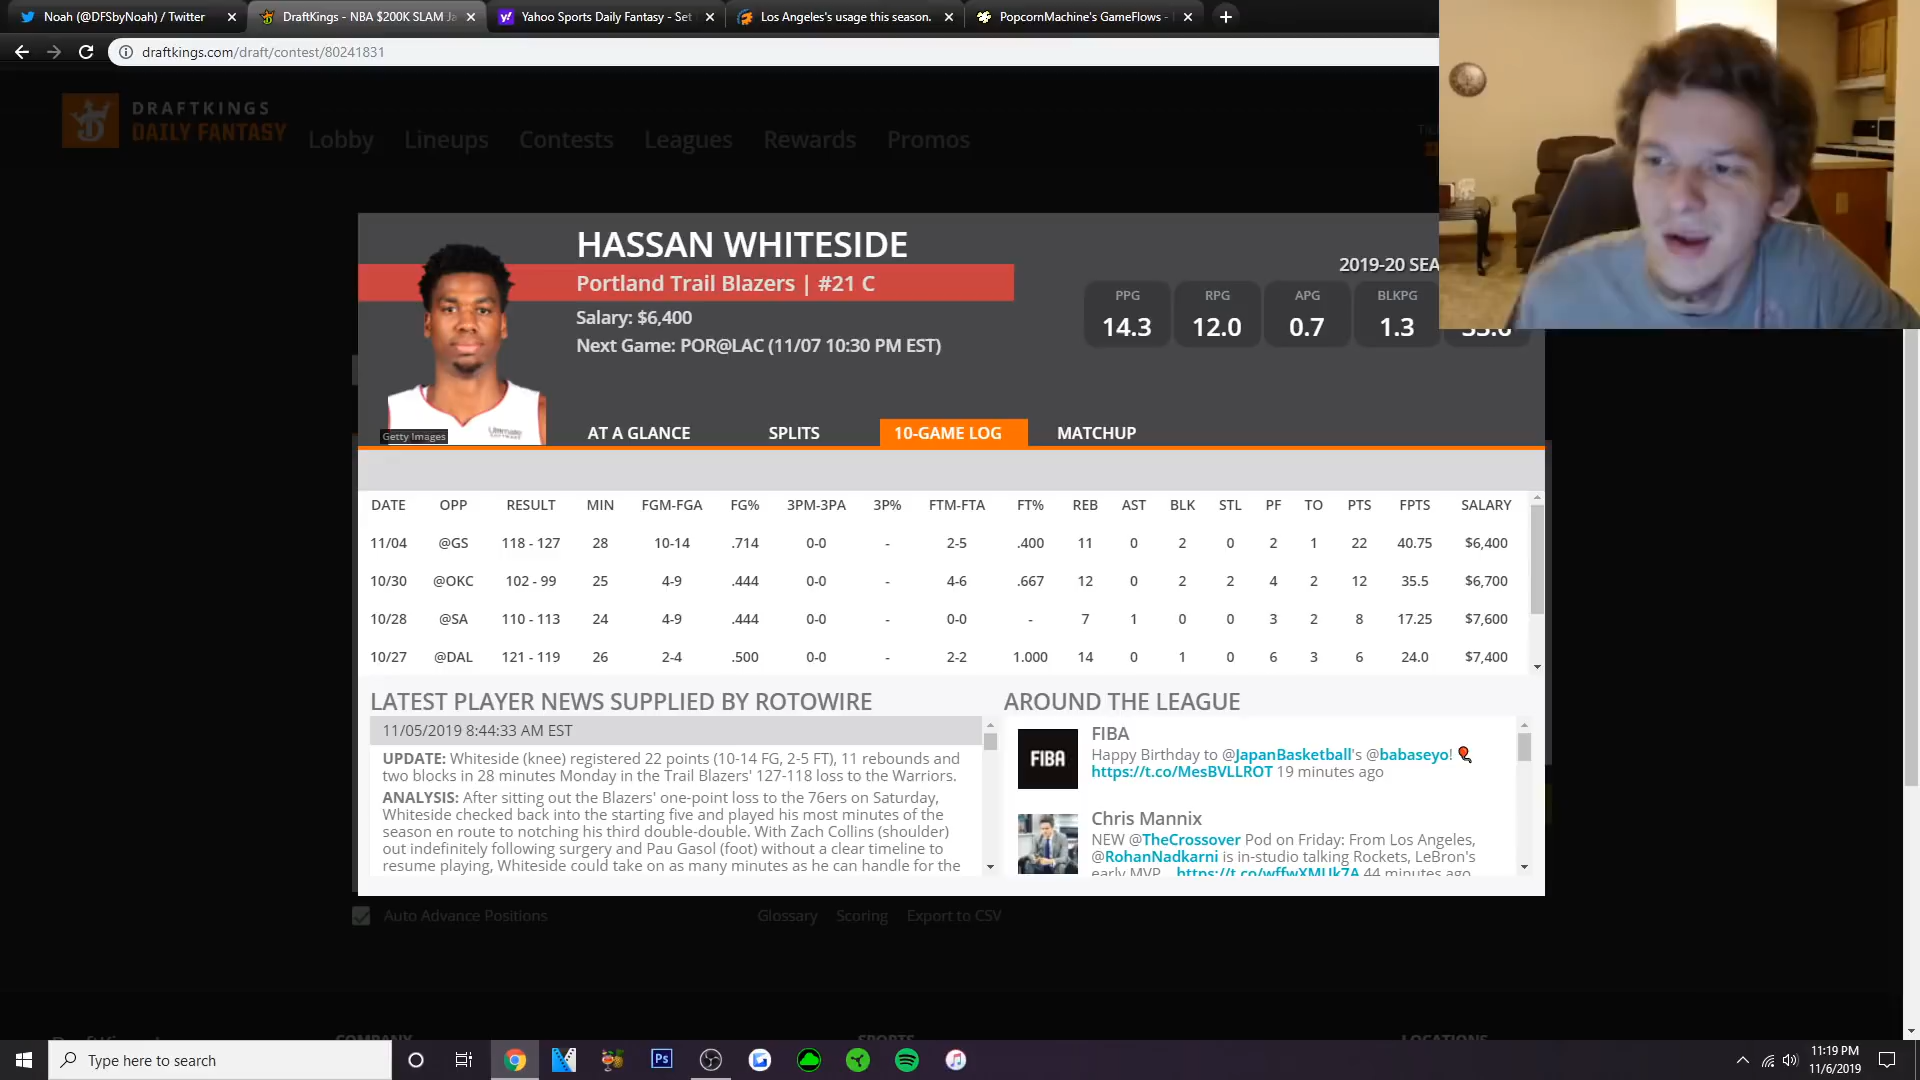 Noah (@DFSbyNoah) / Twitter
DraftKings - NBA $200K SLAM Ja
Yahoo Sports Daily Fantasy - Set
Los Angeles's usage this season.
PopcornMachine's GameFlows -
draftkings.com/draft/contest/80241831
DRAFTKINGS
DAILY FANTASY
Lobby Lineups Contests Leagues Rewards Promos
HASSAN WHITESIDE
Portland Trail Blazers | #21 C
Salary: $6,400
Next Game: POR@LAC (11/07 10:30 PM EST)
2019-20 SEA
PPG RPG APG BLKPG
14.3 12.0 0.7 1.3
Getty Images
AT A GLANCE SPLITS 10-GAME LOG MATCHUP
DATE OPP RESULT MIN FGM-FGA FG% 3PM-3PA 3P% FTM-FTA FT% REB AST BLK STL PF TO PTS FPTS SALARY
11/04 @GS 118 - 127 28 10-14 .714 0-0 - 2-5 .400 11 0 2 0 2 1 22 40.75 $6,400
10/30 @OKC 102 - 99 25 4-9 .444 0-0 - 4-6 .667 12 0 2 2 4 2 12 35.5 $6,700
10/28 @SA 110 - 113 24 4-9 .444 0-0 - 0-0 - 7 1 0 0 3 2 8 17.25 $7,600
10/27 @DAL 121 - 119 26 2-4 .500 0-0 - 2-2 1.000 14 0 1 0 6 3 6 24.0 $7,400
LATEST PLAYER NEWS SUPPLIED BY ROTOWIRE
11/05/2019 8:44:33 AM EST
UPDATE: Whiteside (knee) registered 22 points (10-14 FG, 2-5 FT), 11 rebounds and
two blocks in 28 minutes Monday in the Trail Blazers' 127-118 loss to the Warriors.
ANALYSIS: After sitting out the Blazers' one-point loss to the 76ers on Saturday,
Whiteside checked back into the starting five and played his most minutes of the
season en route to notching his third double-double. With Zach Collins (shoulder)
out indefinitely following surgery and Pau Gasol (foot) without a clear timeline to
resume playing, Whiteside could take on as many minutes as he can handle for the
AROUND THE LEAGUE
FIBA
FIBA
Happy Birthday to @JapanBasketball's @babaseyo!
https://t.co/MesBVLLROT 19 minutes ago
Chris Mannix
NEW @TheCrossover Pod on Friday: From Los Angeles,
@RohanNadkarni is in-studio talking Rockets, LeBron's
early MVP
44 minutes ago
Auto Advance Positions
Glossary Scoring Export to CSV
COMPANY SPORTS LOCATIONS
Type here to search
11:19 PM
11/6/2019